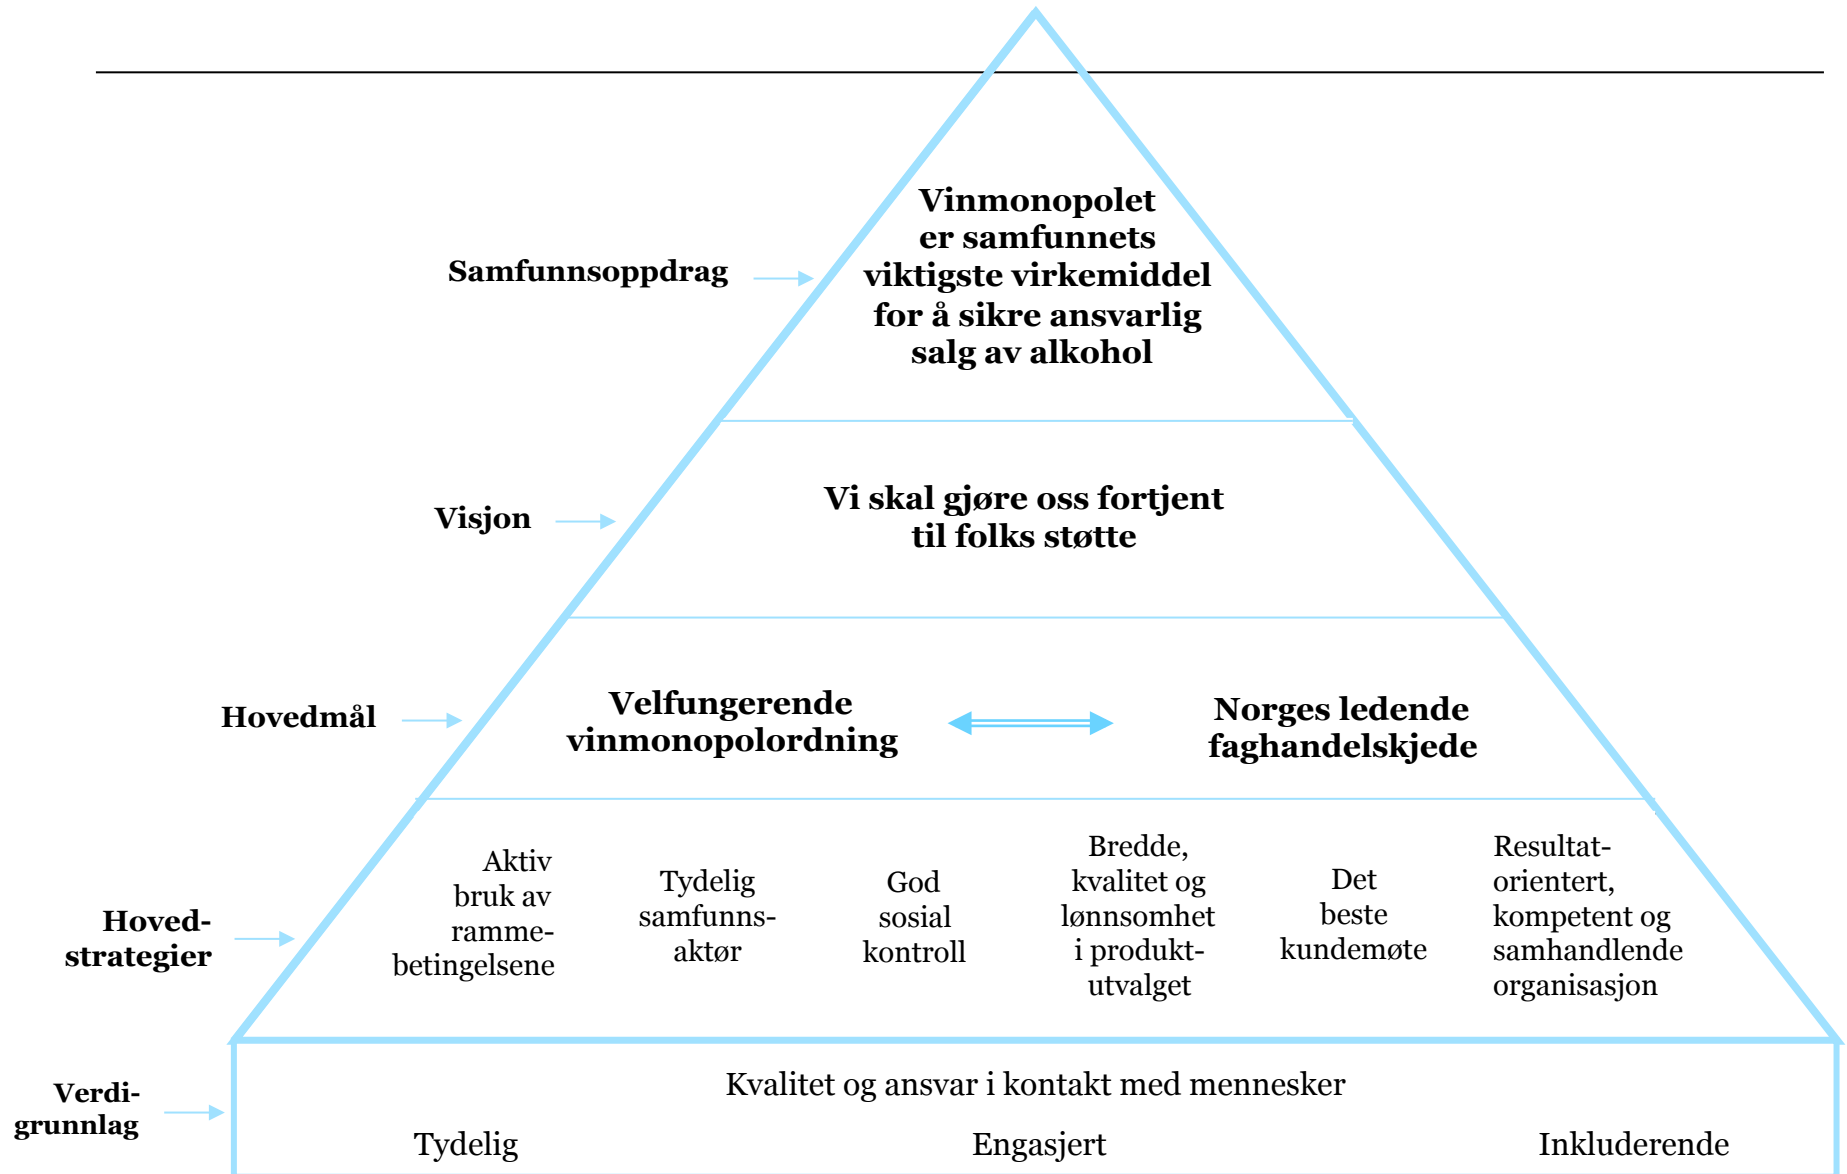 Samfunnsoppdrag
Vinmonopolet
er samfunnets
viktigste virkemiddel
for å sikre ansvarlig
salg av alkohol
Visjon
Vi skal gjøre oss fortjent
til folks støtte
Hovedmål
Velfungerende
vinmonopolordning
Norges ledende
faghandelskjede
Hoved-
strategier
Aktiv
bruk av
ramme-
betingelsene
Tydelig
samfunns-
aktør
God
sosial
kontroll
Bredde,
kvalitet og
lønnsomhet
i produkt-
utvalget
Det
beste
kundemøte
Resultat-
orientert,
kompetent og
samhandlende
organisasjon
Verdi-
grunnlag
Kvalitet og ansvar i kontakt med mennesker
Tydelig
Engasjert
Inkluderende